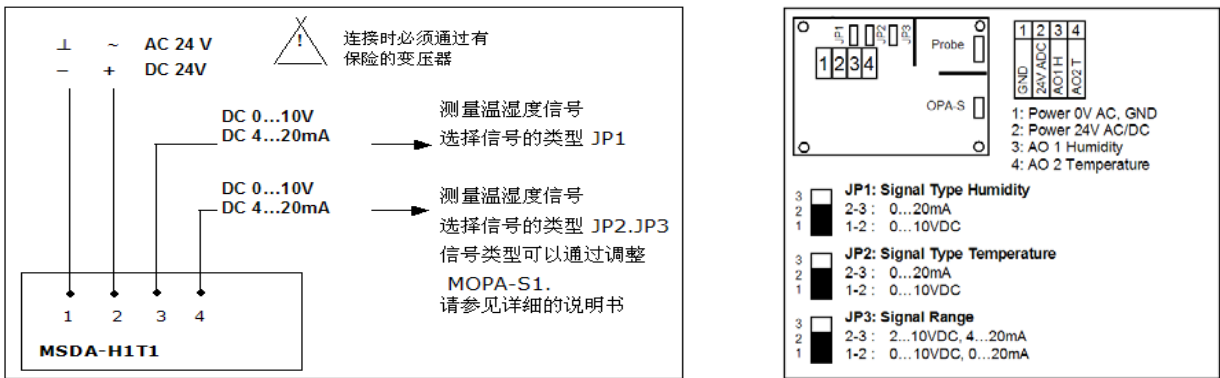 ⊥ ~ AC 24 V
− + DC 24V
!
连接时必须通过有
保险的变压器
DC 0...10V
DC 4...20mA
测量温湿度信号
选择信号的类型 JP1
DC 0...10V
DC 4...20mA
测量温湿度信号
选择信号的类型 JP2.JP3
信号类型可以通过调整
MOPA-S1.
请参见详细的说明书
1 2 3 4
MSDA-H1T1
JP1 JP2 JP3
1 2 3 4
Probe
OPA-S
1 2 3 4
GND
24V ADC
AO1 H
AO2 T
1: Power 0V AC, GND
2: Power 24V AC/DC
3: AO 1 Humidity
4: AO 2 Temperature
3
2
1
JP1: Signal Type Humidity
2-3 : 0...20mA
1-2 : 0...10VDC
3
2
1
JP2: Signal Type Temperature
2-3 : 0...20mA
1-2 : 0...10VDC
3
2
1
JP3: Signal Range
2-3 : 2...10VDC, 4...20mA
1-2 : 0...10VDC, 0...20mA